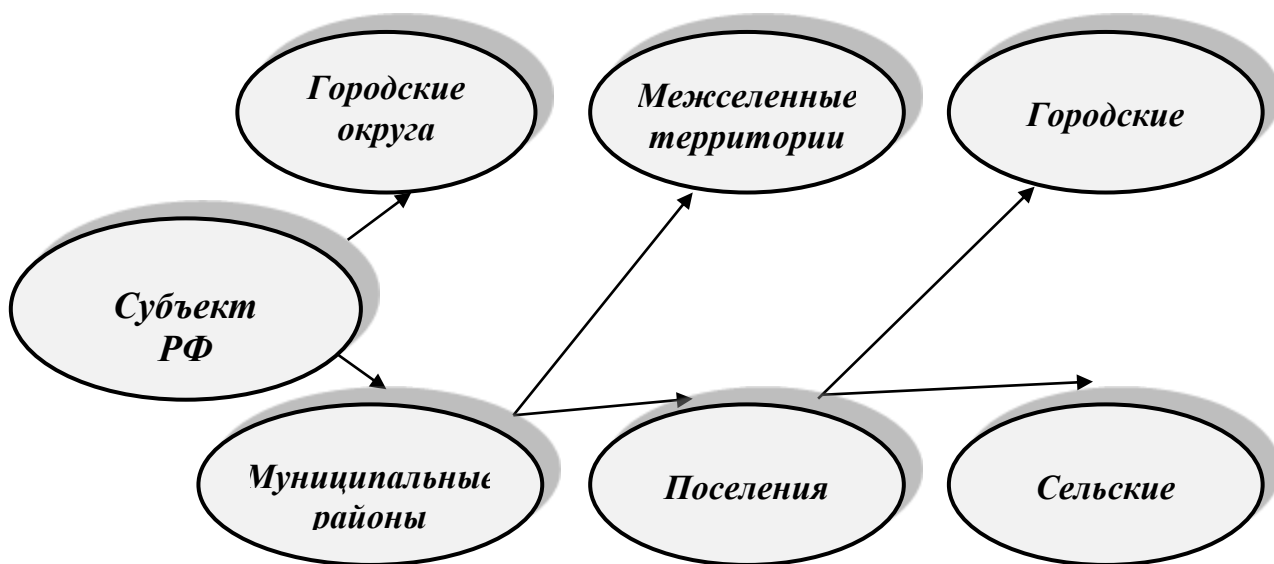 Городские
округа
Межселенные
территории
Городские
Субъект
РФ
Муниципальные
районы
Поселения
Сельские